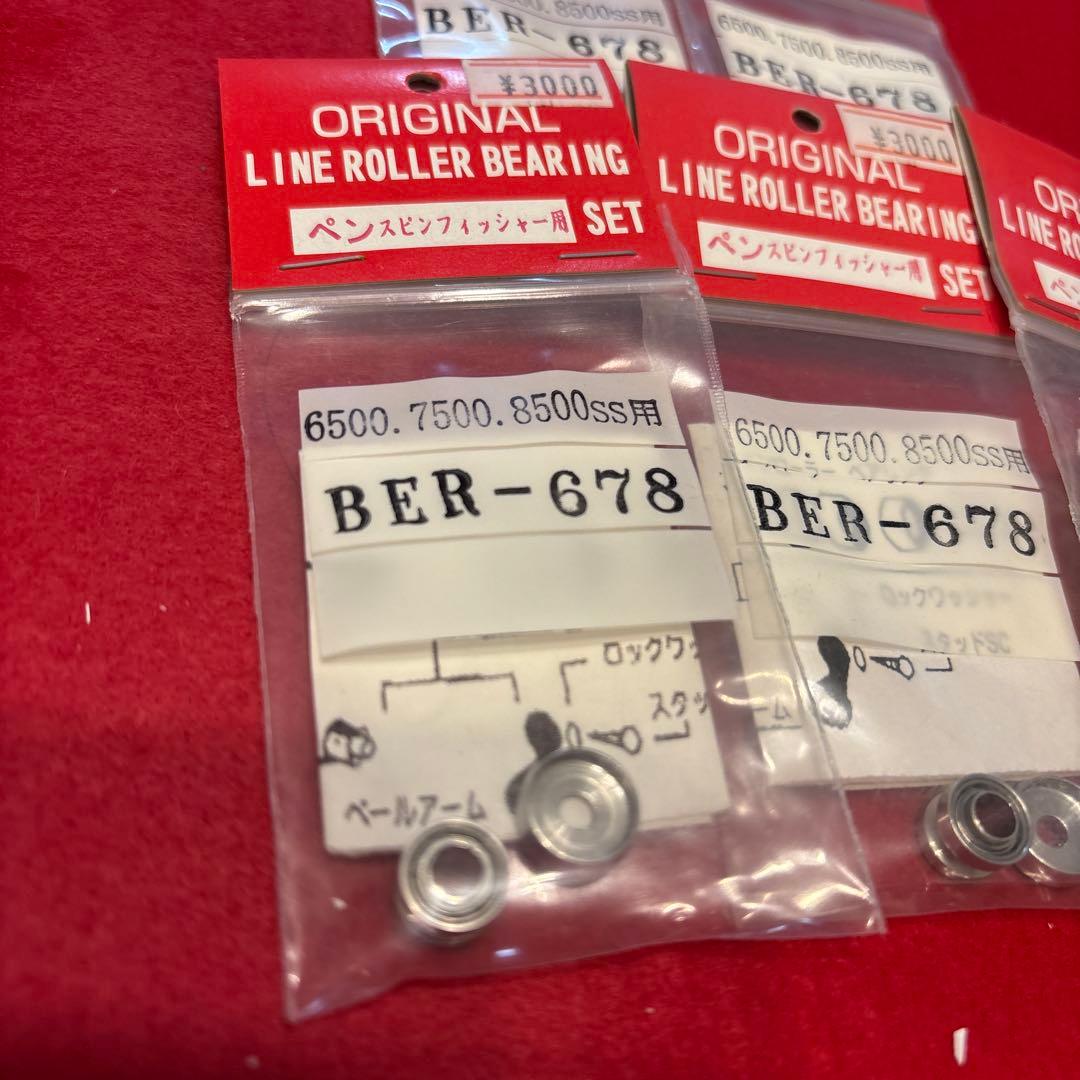 BER-678
6500.7500.8500SS用
BER-678
¥3000
ORIGINAL
LINE ROLLER BEARING
ペンスピンフィッシャー用 SET
6500.7500.8500SS用
BER-678
ロックワッ
スタッ
ベールアーム
¥3000
ORIGINAL
LINE ROLLER BEARING
ペンスピンフィッシャー用 SET
6500.7500.8500SS用
BER-678
ロックワッシャー
スタッドSC
ーム
LINE